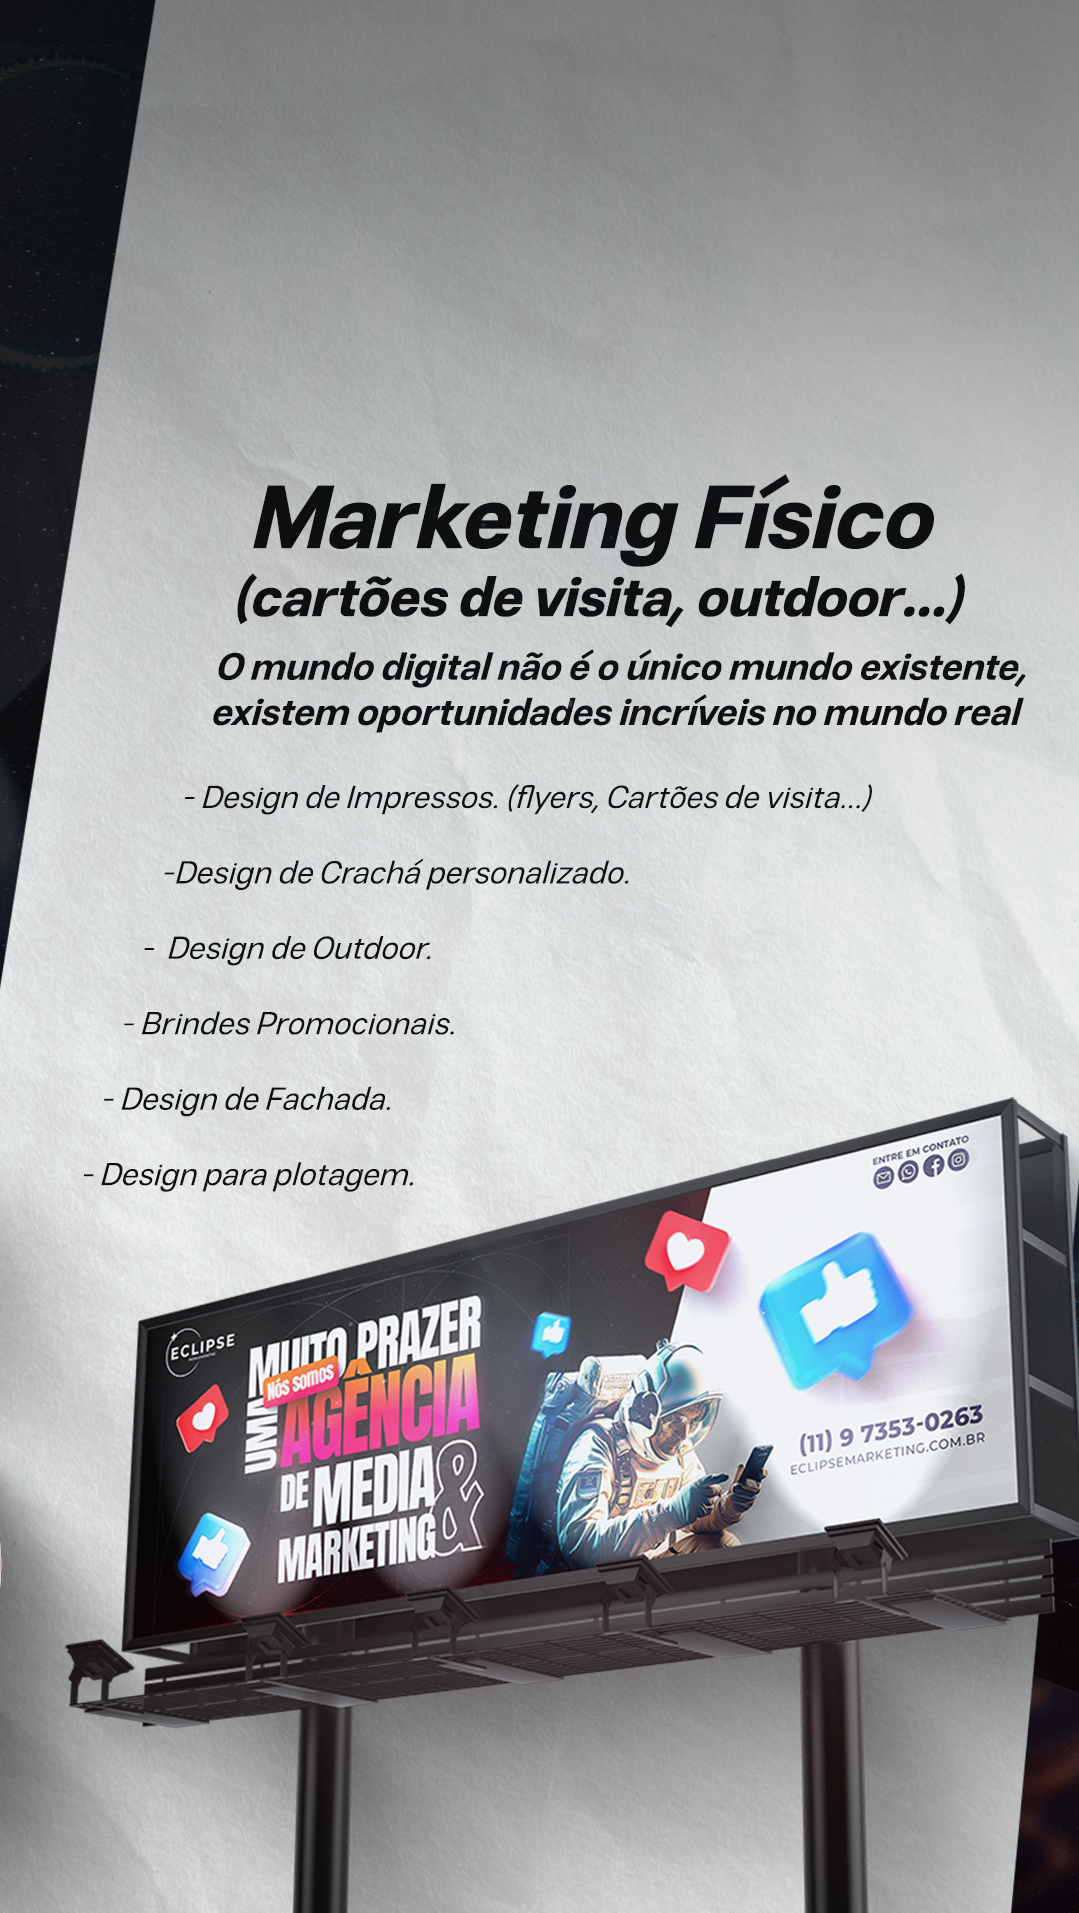 Marketing Físico
(cartões de visita, outdoor...)
O mundo digital não é o único mundo existente,
existem oportunidades incríveis no mundo real
- Design de Impressos. (flyers, Cartões de visita...)
-Design de Crachá personalizado.
- Design de Outdoor.
- Brindes Promocionais.
- Design de Fachada.
- Design para plotagem.
ENTRE EM CONTATO
ECLIPSE
MUITO PRAZER
Nós somos
UMA AGÊNCIA
DE MEDIA &
MARKETING
(11) 9 7353-0263
ECLIPSEMARKETING.COM.BR